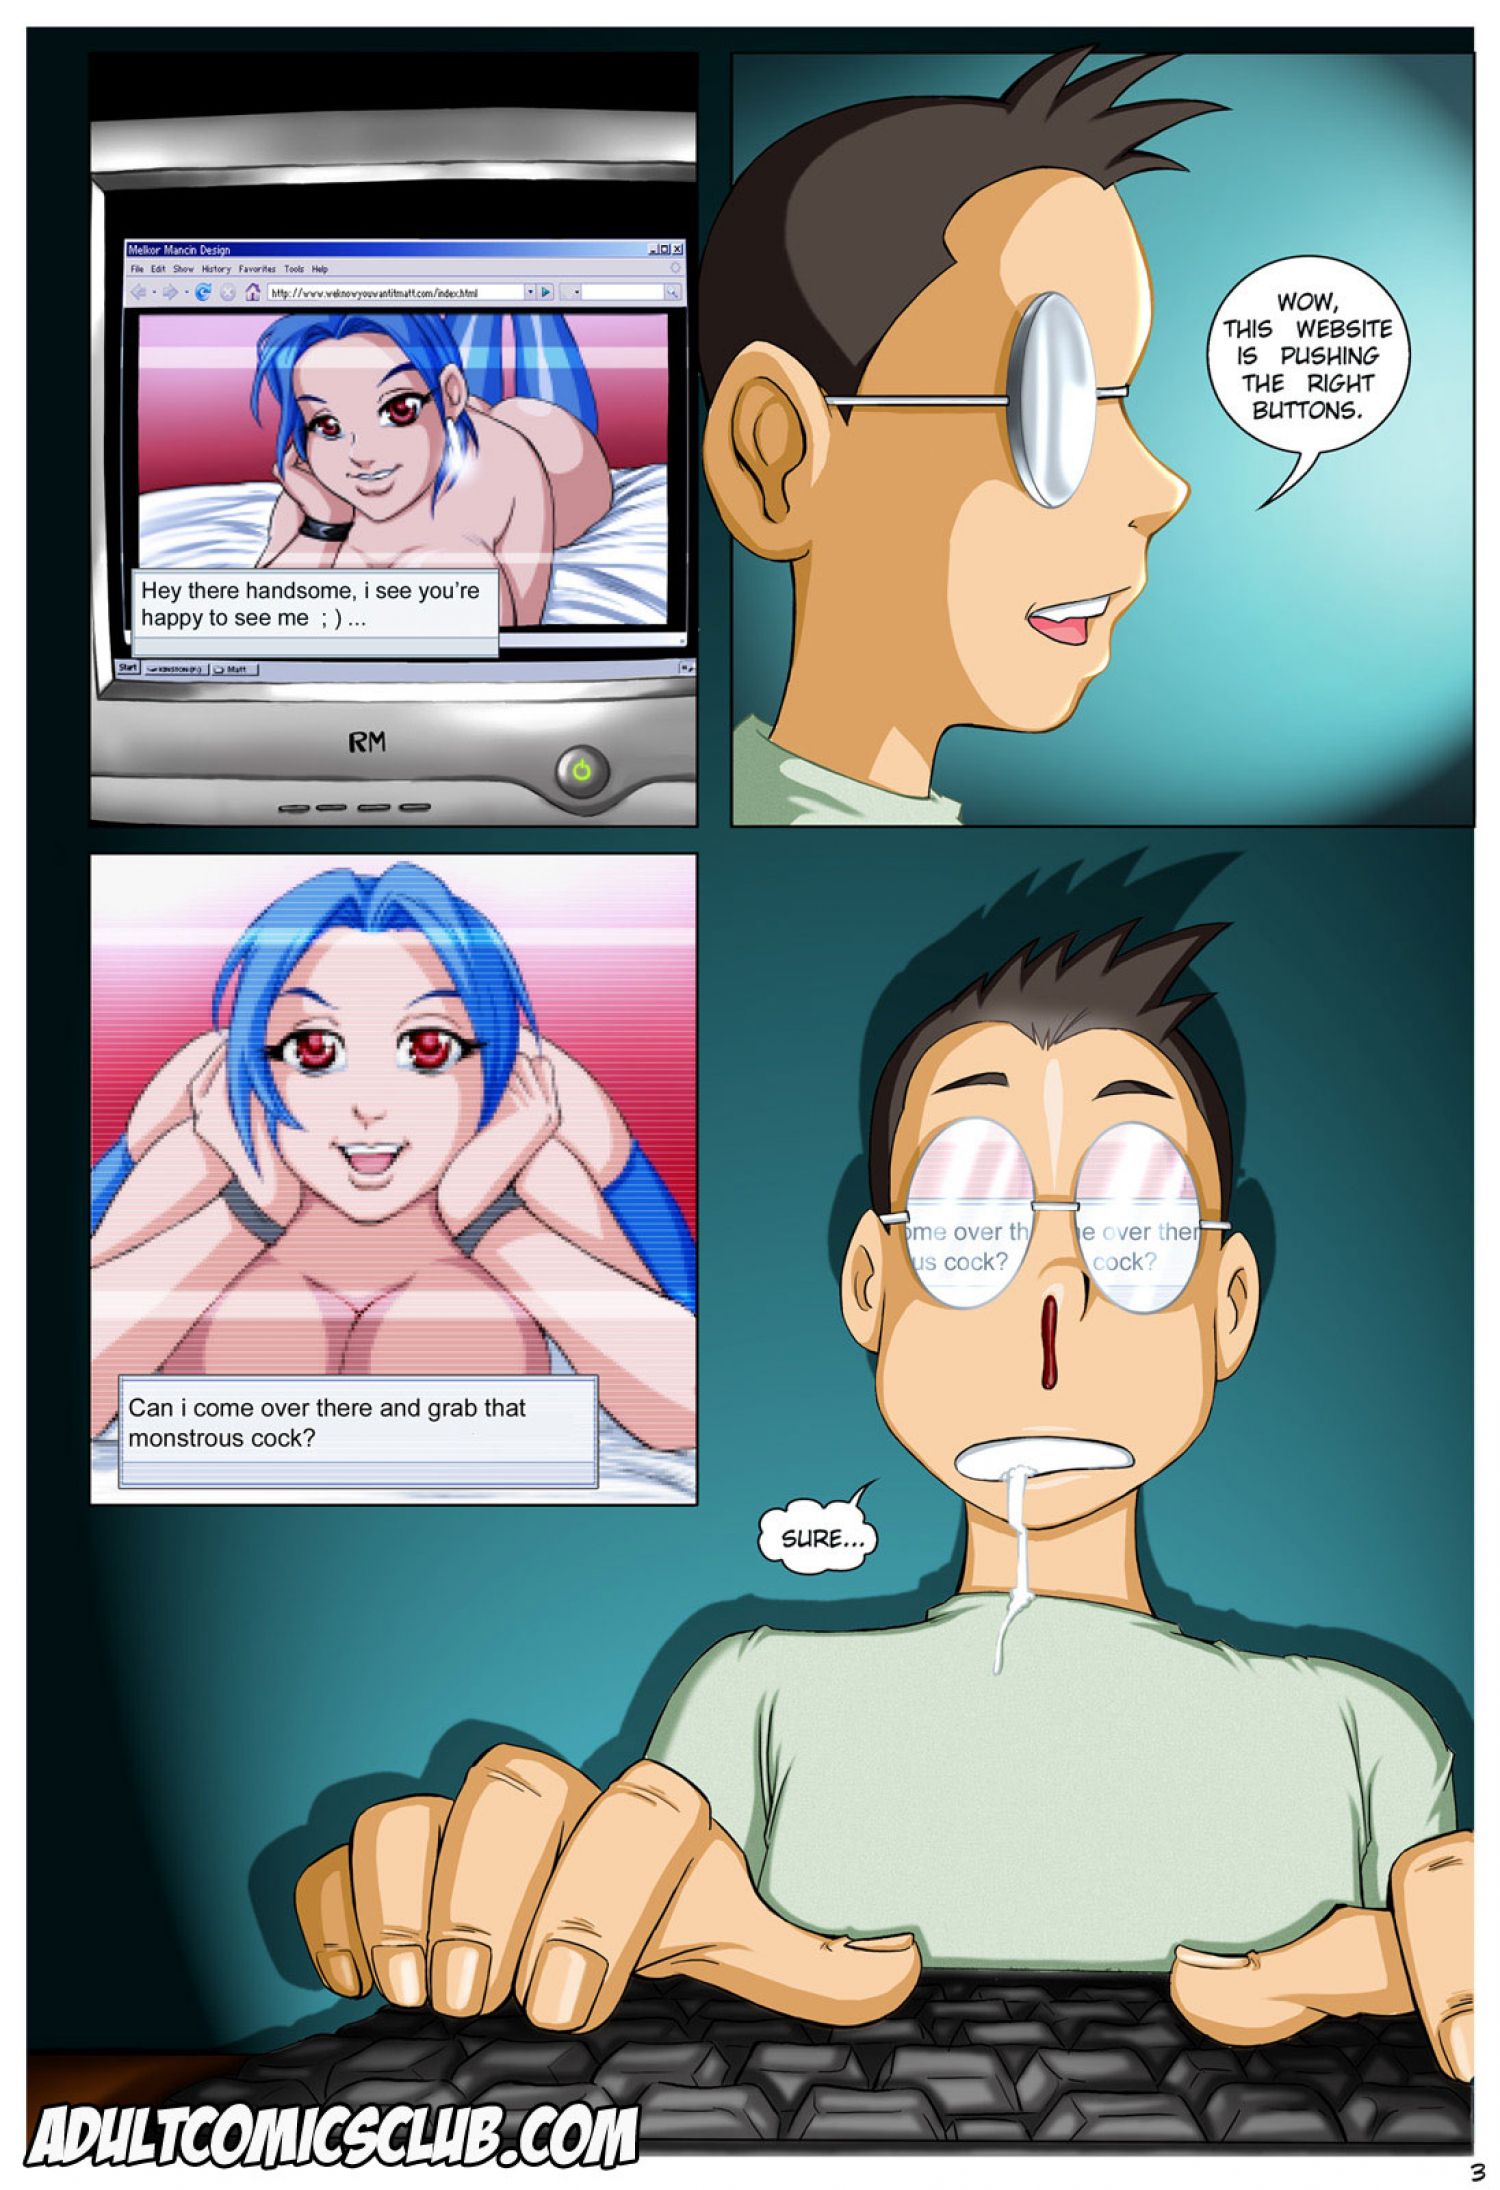 Melkor Mancin Design
File Edit Show History Favorites Tools Help
http://www.weknowyouwantitmatt.com/index.html
Hey there handsome, i see you're
happy to see me ; ) ...
Start
Matt
RM
WOW,
THIS WEBSITE
IS PUSHING
THE RIGHT
BUTTONS.
Can i come over there and grab that
monstrous cock?
ome over th
us cock?
e over ther
cock?
SURE...
ADULTCOMICSCLUB.COM
3